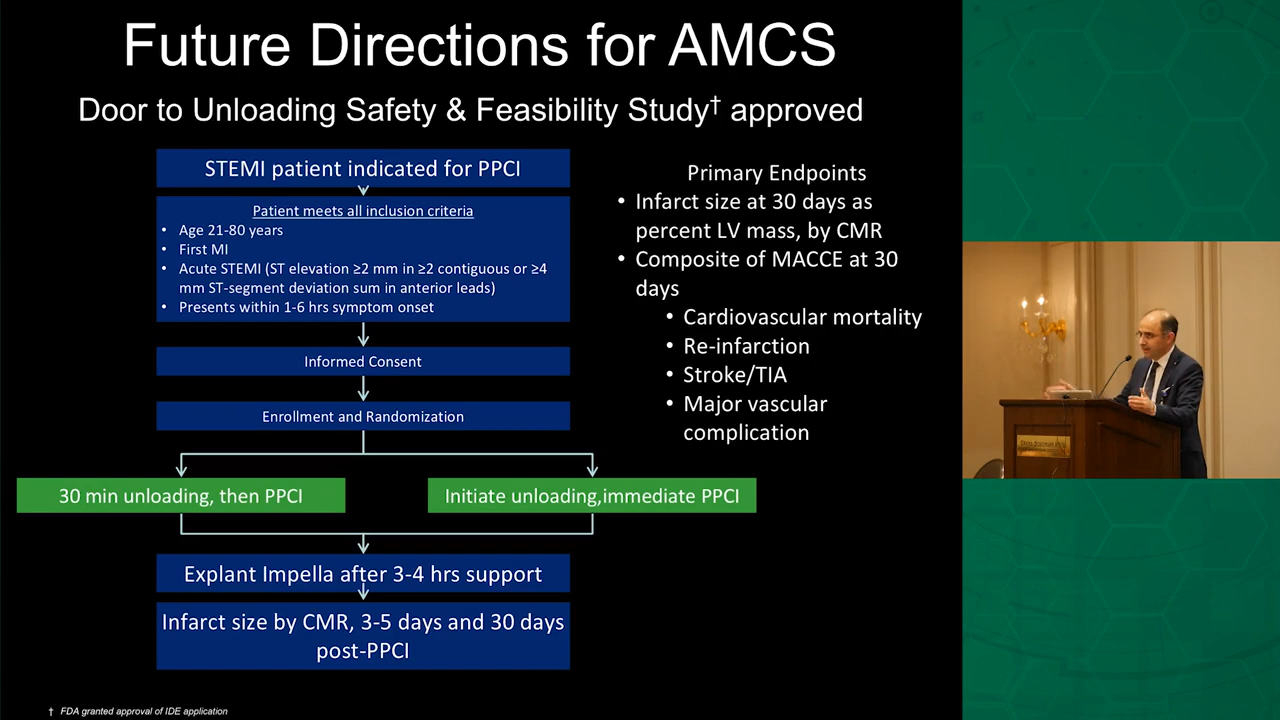 Future Directions for AMCS
Door to Unloading Safety & Feasibility Study† approved
STEMI patient indicated for PPCI
Patient meets all inclusion criteria
• Age 21-80 years
• First MI
• Acute STEMI (ST elevation ≥2 mm in ≥2 contiguous or ≥4
mm ST-segment deviation sum in anterior leads)
• Presents within 1-6 hrs symptom onset
Informed Consent
Enrollment and Randomization
30 min unloading, then PPCI
Initiate unloading,immediate PPCI
Explant Impella after 3-4 hrs support
Infarct size by CMR, 3-5 days and 30 days
post-PPCI
Primary Endpoints
• Infarct size at 30 days as
percent LV mass, by CMR
• Composite of MACCE at 30
days
• Cardiovascular mortality
• Re-infarction
• Stroke/TIA
• Major vascular
complication
† FDA granted approval of IDE application